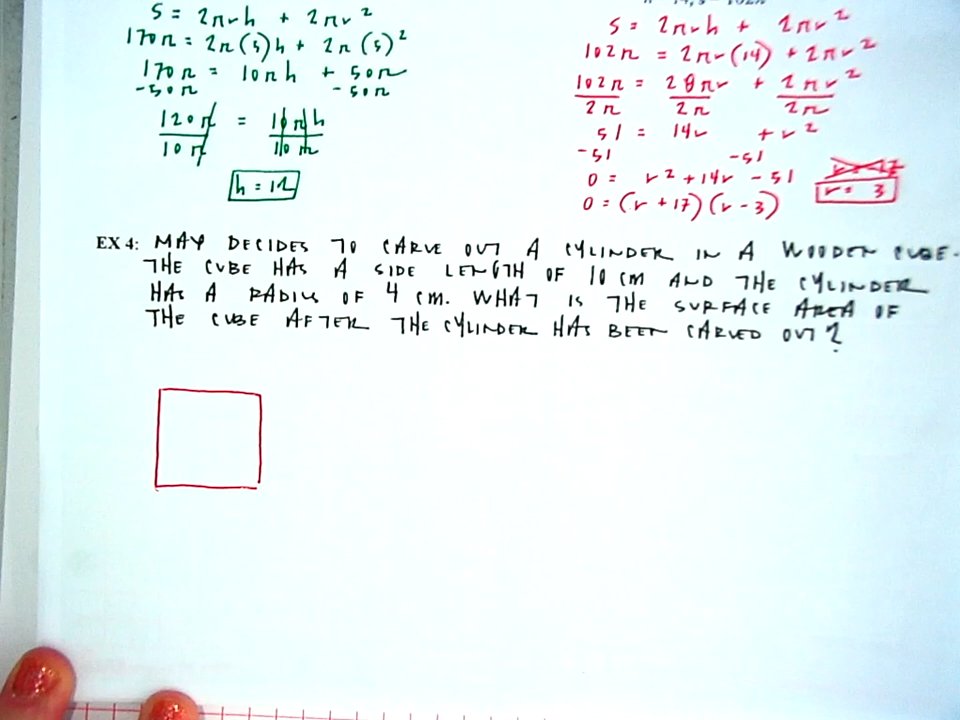 S = 2πrh + 2πr²
170π = 2π(5)h + 2π(5)²
170π = 10πh + 50π
-50π -50π
120π = 10πh
10π 10π
h = 12
S = 2πrh + 2πr²
102π = 2πr(14) + 2πr²
102π = 28πr + 2πr²
2π 2π 2π
51 = 14r + r²
-51 -51
0 = r² + 14r - 51
0 = (r + 17)(r - 3)
r = 3
EX 4: MAY DECIDES TO CARVE OUT A CYLINDER IN A WOODEN CUBE.
THE CUBE HAS A SIDE LENGTH OF 10 CM AND THE CYLINDER
HAS A RADIUS OF 4 CM. WHAT IS THE SURFACE AREA OF
THE CUBE AFTER THE CYLINDER HAS BEEN CARVED OUT?